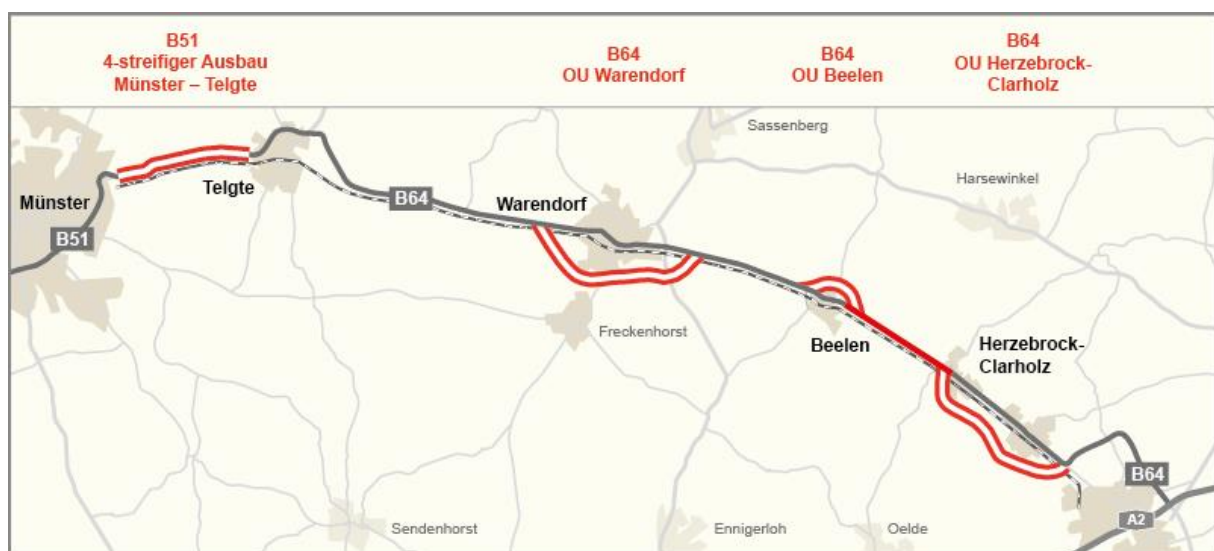 B51
4-streifiger Ausbau
Münster – Telgte
B64
OU Warendorf
B64
OU Beelen
B64
OU Herzebrock-
Clarholz
Sassenberg
Harsewinkel
Telgte
Münster
B51
B64
Warendorf
Freckenhorst
Beelen
Herzebrock-
Clarholz
B64
A2
Sendenhorst
Ennigerloh
Oelde